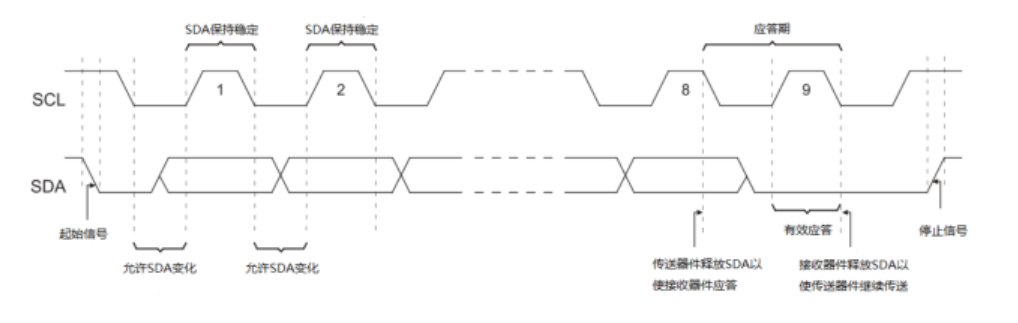 SDA保持稳定
SDA保持稳定
应答期
SCL
1
2
8
9
SDA
起始信号
有效应答
停止信号
允许SDA变化
允许SDA变化
传送器件释放SDA以
使接收器件应答
接收器件释放SDA以
使传送器件继续传送